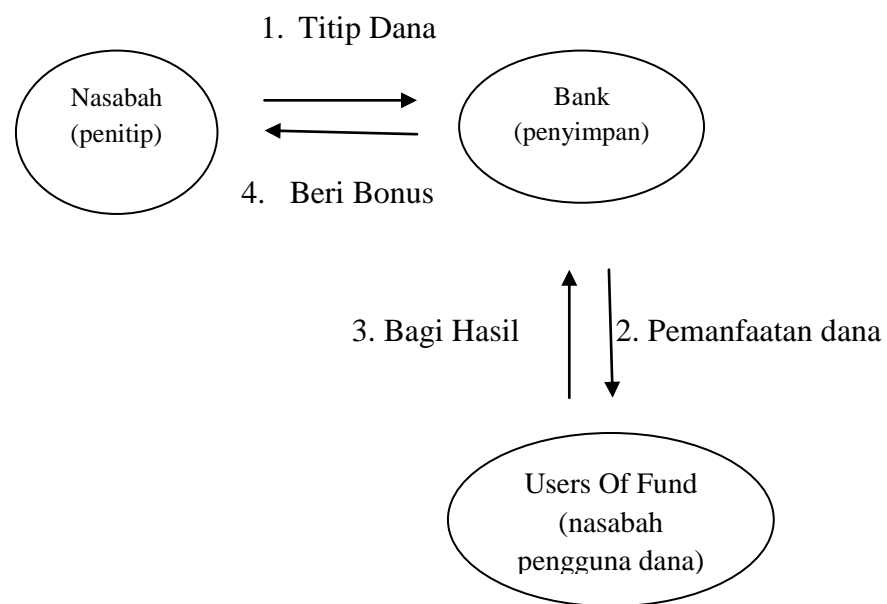 1. Titip Dana
Nasabah
(penitip)
Bank
(penyimpan)
4. Beri Bonus
3. Bagi Hasil
2. Pemanfaatan dana
Users Of Fund
(nasabah
pengguna dana)